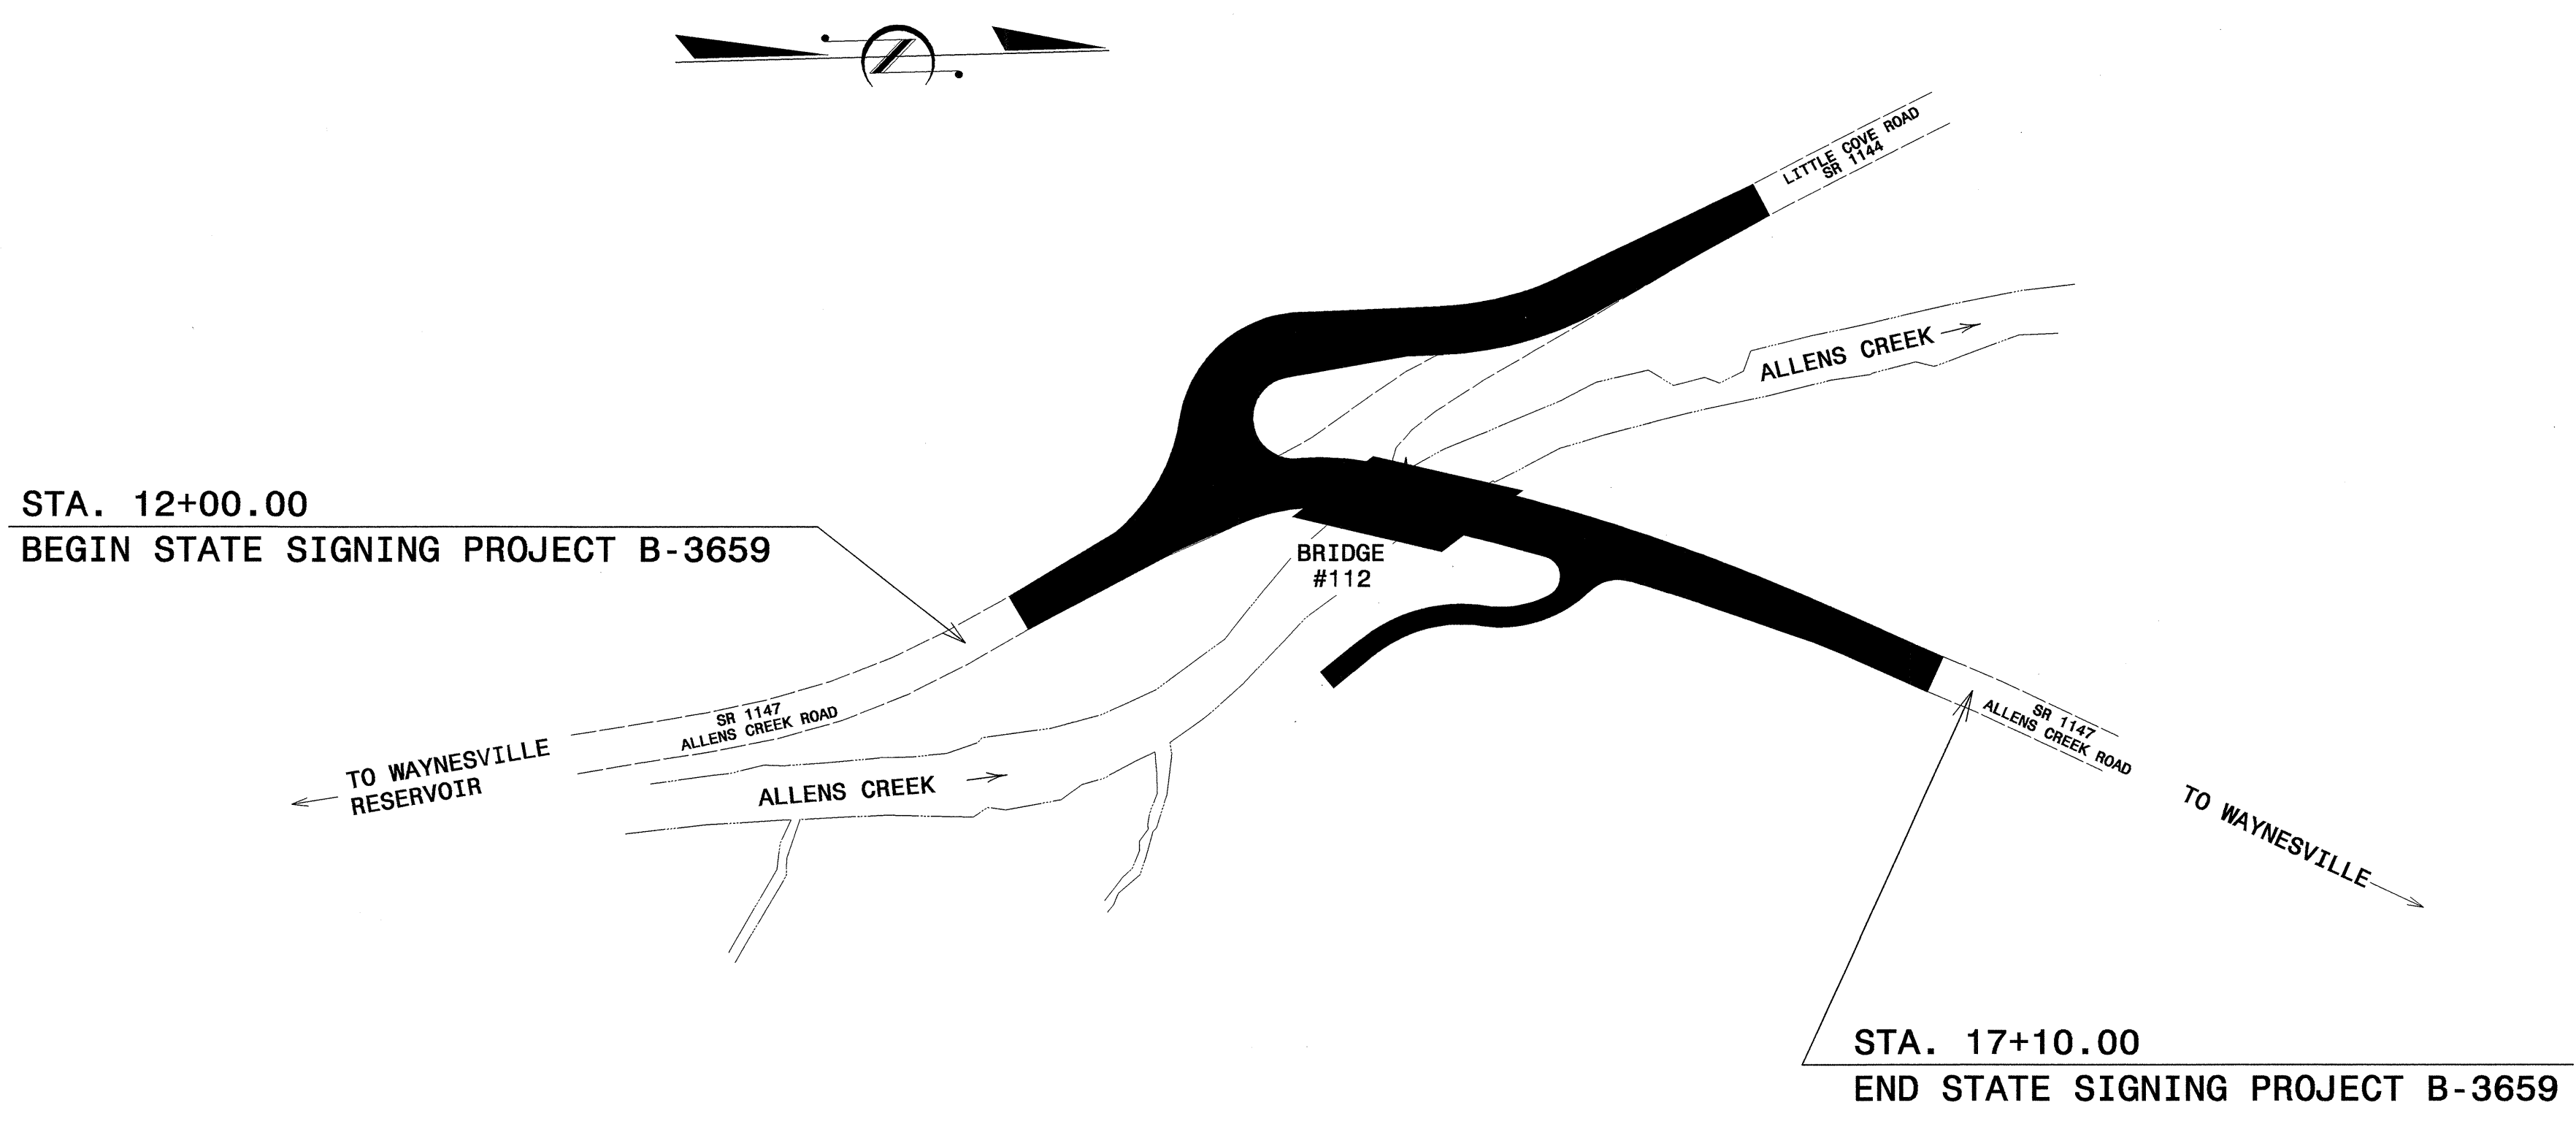 LITTLE COVE ROAD
SR 1144
ALLENS CREEK
STA. 12+00.00
BEGIN STATE SIGNING PROJECT B-3659
BRIDGE
#112
SR 1147
ALLENS CREEK ROAD
TO WAYNESVILLE
RESERVOIR
ALLENS CREEK
SR 1147
ALLENS CREEK ROAD
TO WAYNESVILLE
STA. 17+10.00
END STATE SIGNING PROJECT B-3659